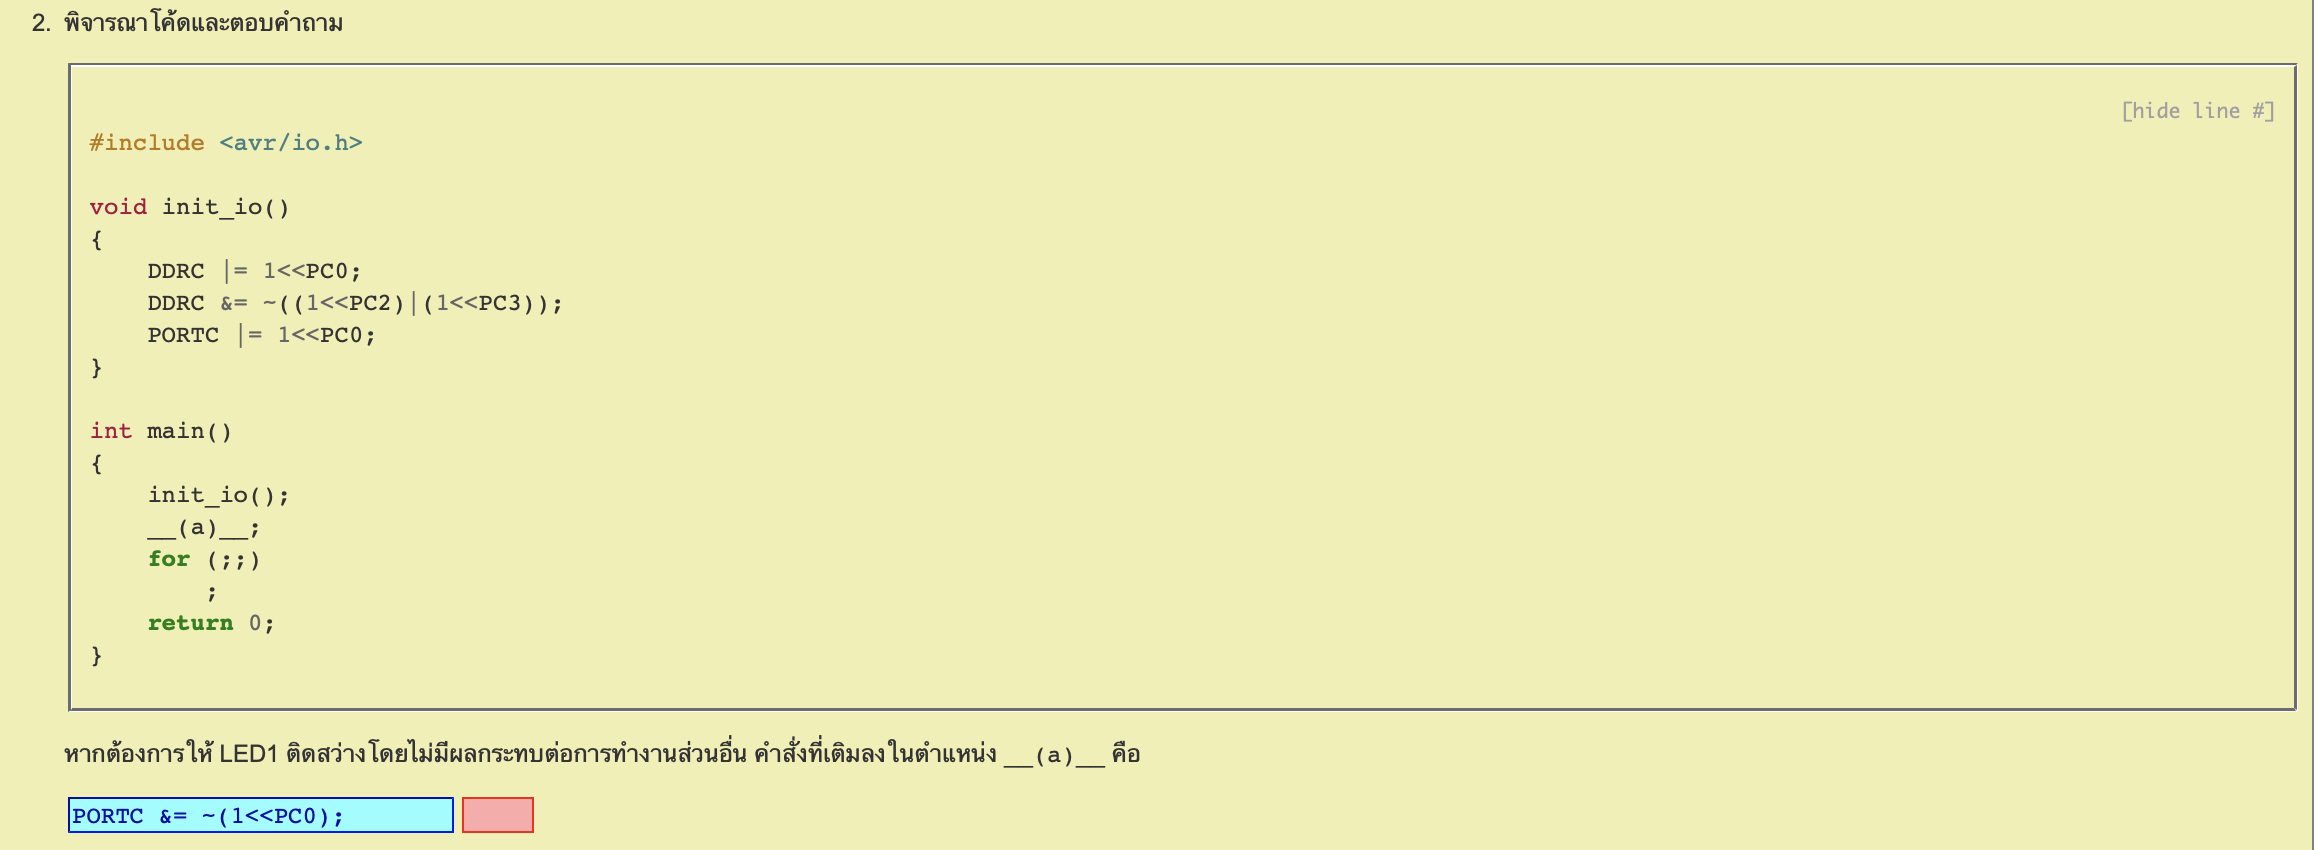 2. พิจารณาโค้ดและตอบคำถาม
[hide line #]
#include <avr/io.h>
void init_io()
{
    DDRC |= 1<<PC0;
    DDRC &= ~((1<<PC2)|(1<<PC3));
    PORTC |= 1<<PC0;
}
int main()
{
    init_io();
    __(a)__;
    for (;;)
        ;
    return 0;
}
หากต้องการให้ LED1 ติดสว่างโดยไม่มีผลกระทบต่อการทำงานส่วนอื่น คำสั่งที่เติมลงในตำแหน่ง __(a)__ คือ
PORTC &= ~(1<<PC0);